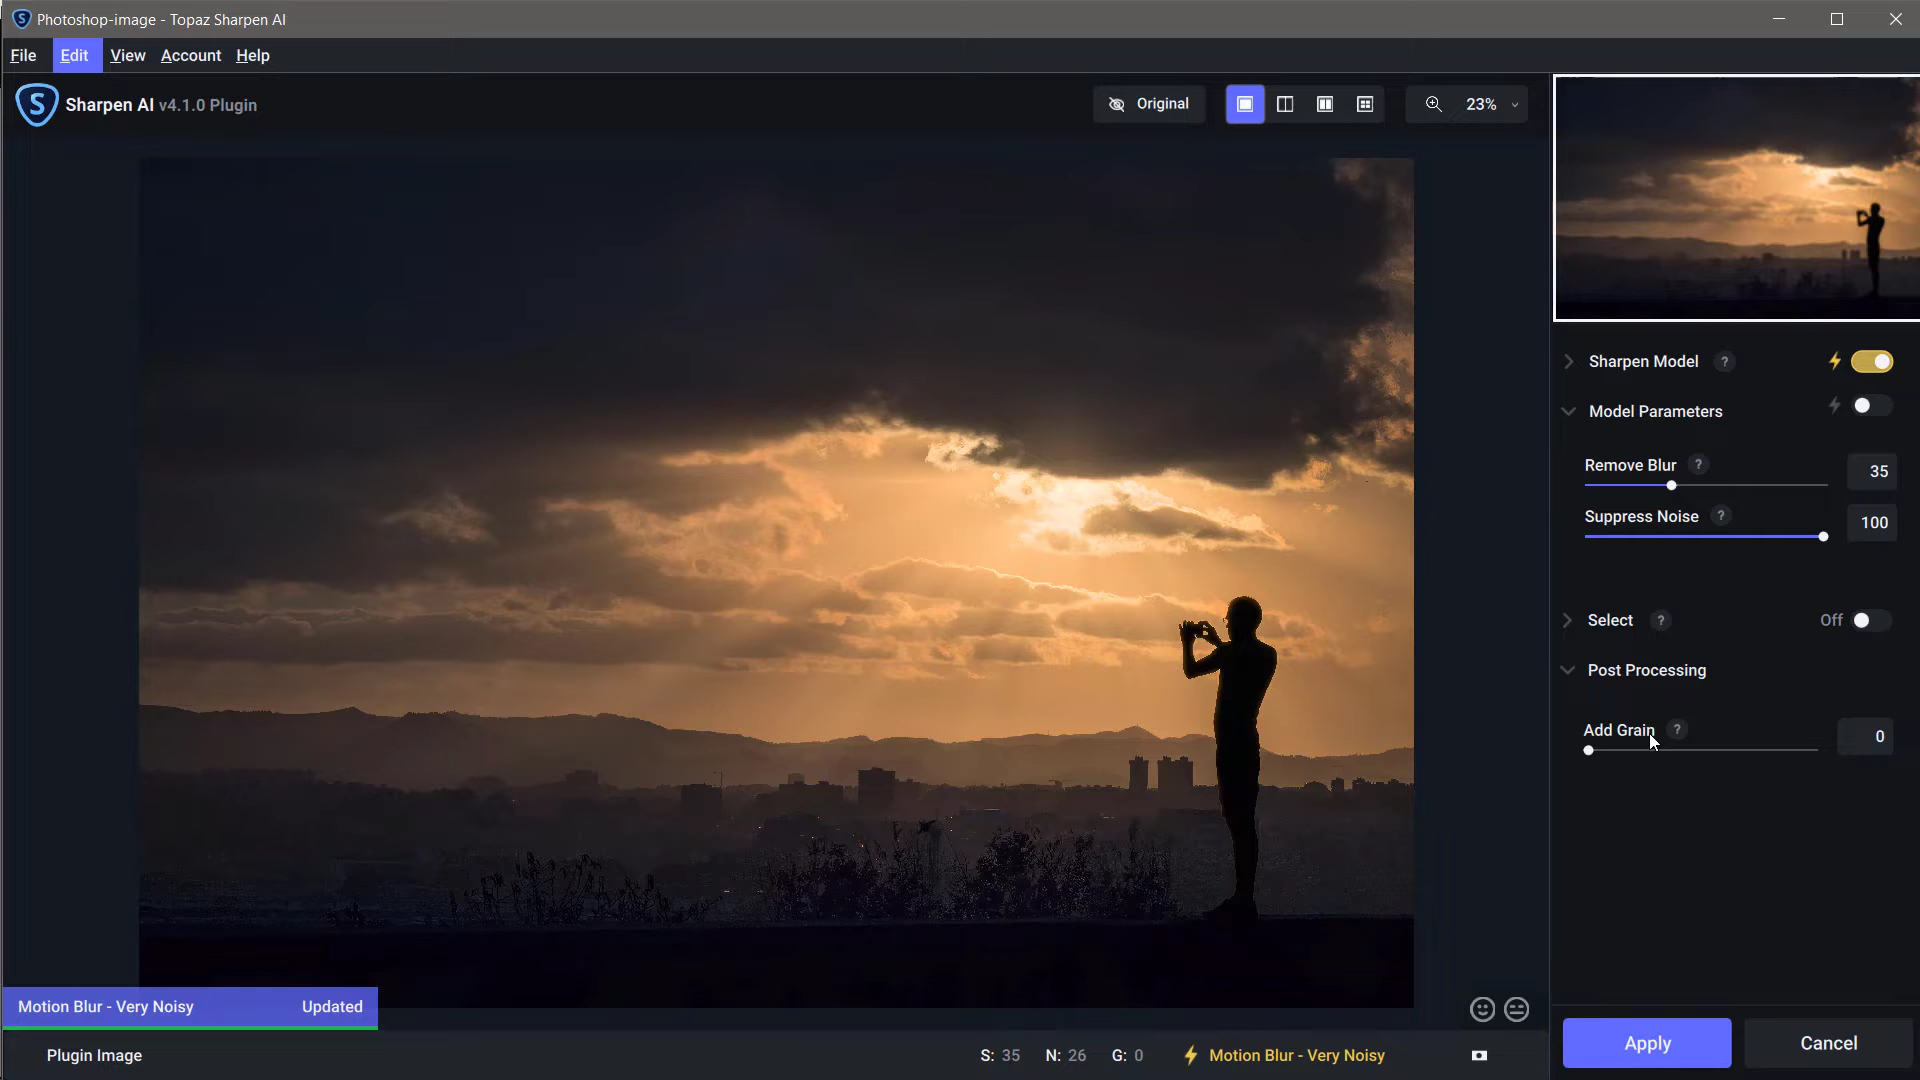 Photoshop-image - Topaz Sharpen AI
File Edit View Account Help
S Sharpen AI v4.1.0 Plugin
Original
23%
Sharpen Model ?
Model Parameters
Remove Blur ? 35
Suppress Noise ? 100
Select ? Off
Post Processing
Add Grain ? 0
Motion Blur - Very Noisy Updated
Plugin Image
S: 35 N: 26 G: 0 Motion Blur - Very Noisy
Apply Cancel